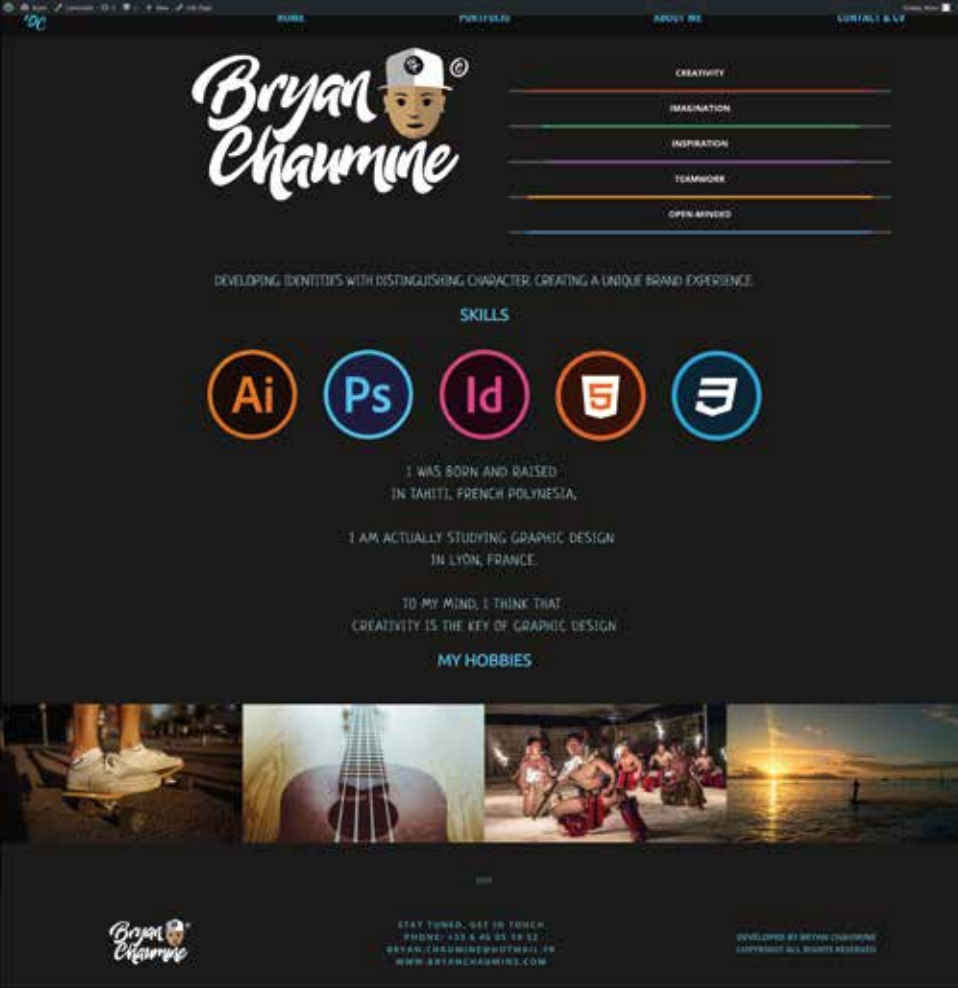 HOME
PORTFOLIO
ABOUT ME
CONTACT & CV
Bryan
Chaumine
©
CREATIVITY
IMAGINATION
INSPIRATION
TEAMWORK
OPEN-MINDED
DEVELOPING IDENTITIES WITH DISTINGUISHING CHARACTER. CREATING A UNIQUE BRAND EXPERIENCE.
SKILLS
Ai
Ps
Id
5
3
I WAS BORN AND RAISED
IN TAHITI, FRENCH POLYNESIA.
I AM ACTUALLY STUDYING GRAPHIC DESIGN
IN LYON, FRANCE.
TO MY MIND, I THINK THAT
CREATIVITY IS THE KEY OF GRAPHIC DESIGN
MY HOBBIES
Bryan
Chaumine
STAY TUNED, GET IN TOUCH
PHONE:
BRYAN.CHAUMINE@HOTMAIL.FR
WWW.BRYANCHAUMINE.COM
DEVELOPED BY BRYAN CHAUMINE
COPYRIGHT ALL RIGHTS RESERVED